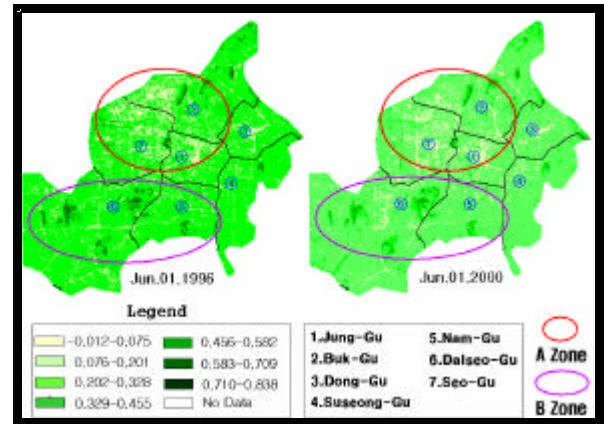 Jun.01.1996
Jun.01.2000
Legend
-0.012-0.075
0.076-0.201
0.202-0.328
0.329-0.455
0.456-0.582
0.583-0.709
0.710-0.838
No Data
1.Jung-Gu
2.Buk-Gu
3.Dong-Gu
4.Suseong-Gu
5.Nam-Gu
6.Dalseo-Gu
7.Seo-Gu
A Zone
B Zone